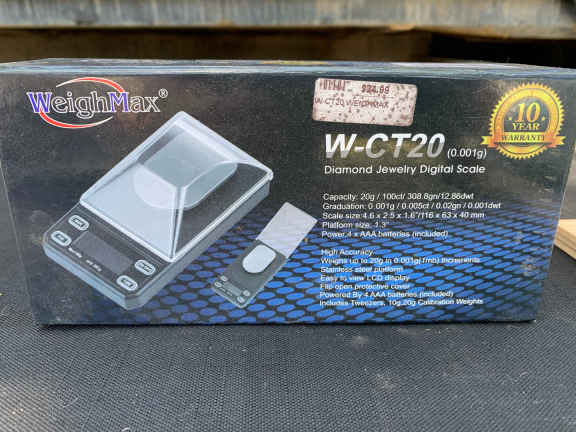 WeighMax®
$24.99
W-CT20 WEIGHMAX
10
YEAR
WARRANTY
W-CT20 (0.001g)
Diamond Jewelry Digital Scale
Capacity: 20g / 100ct/ 308.6gn/12.86dwt
Graduation: 0.001g / 0.005ct / 0.02gn / 0.001dwt
Scale size:4.6 x 2.5 x 1.6"/116 x 63 x 40 mm
Platform size: 1.3"
Power:4 x AAA batteries (included)
High Accuracy
Weighs up to 20g in 0.001g(1mg) increments
Stainless steel platform
Easy to view LCD display
Flip open protective cover
Powered By 4 AAA batteries (included)
Includes Tweezers, 10g,20g Calibration Weights